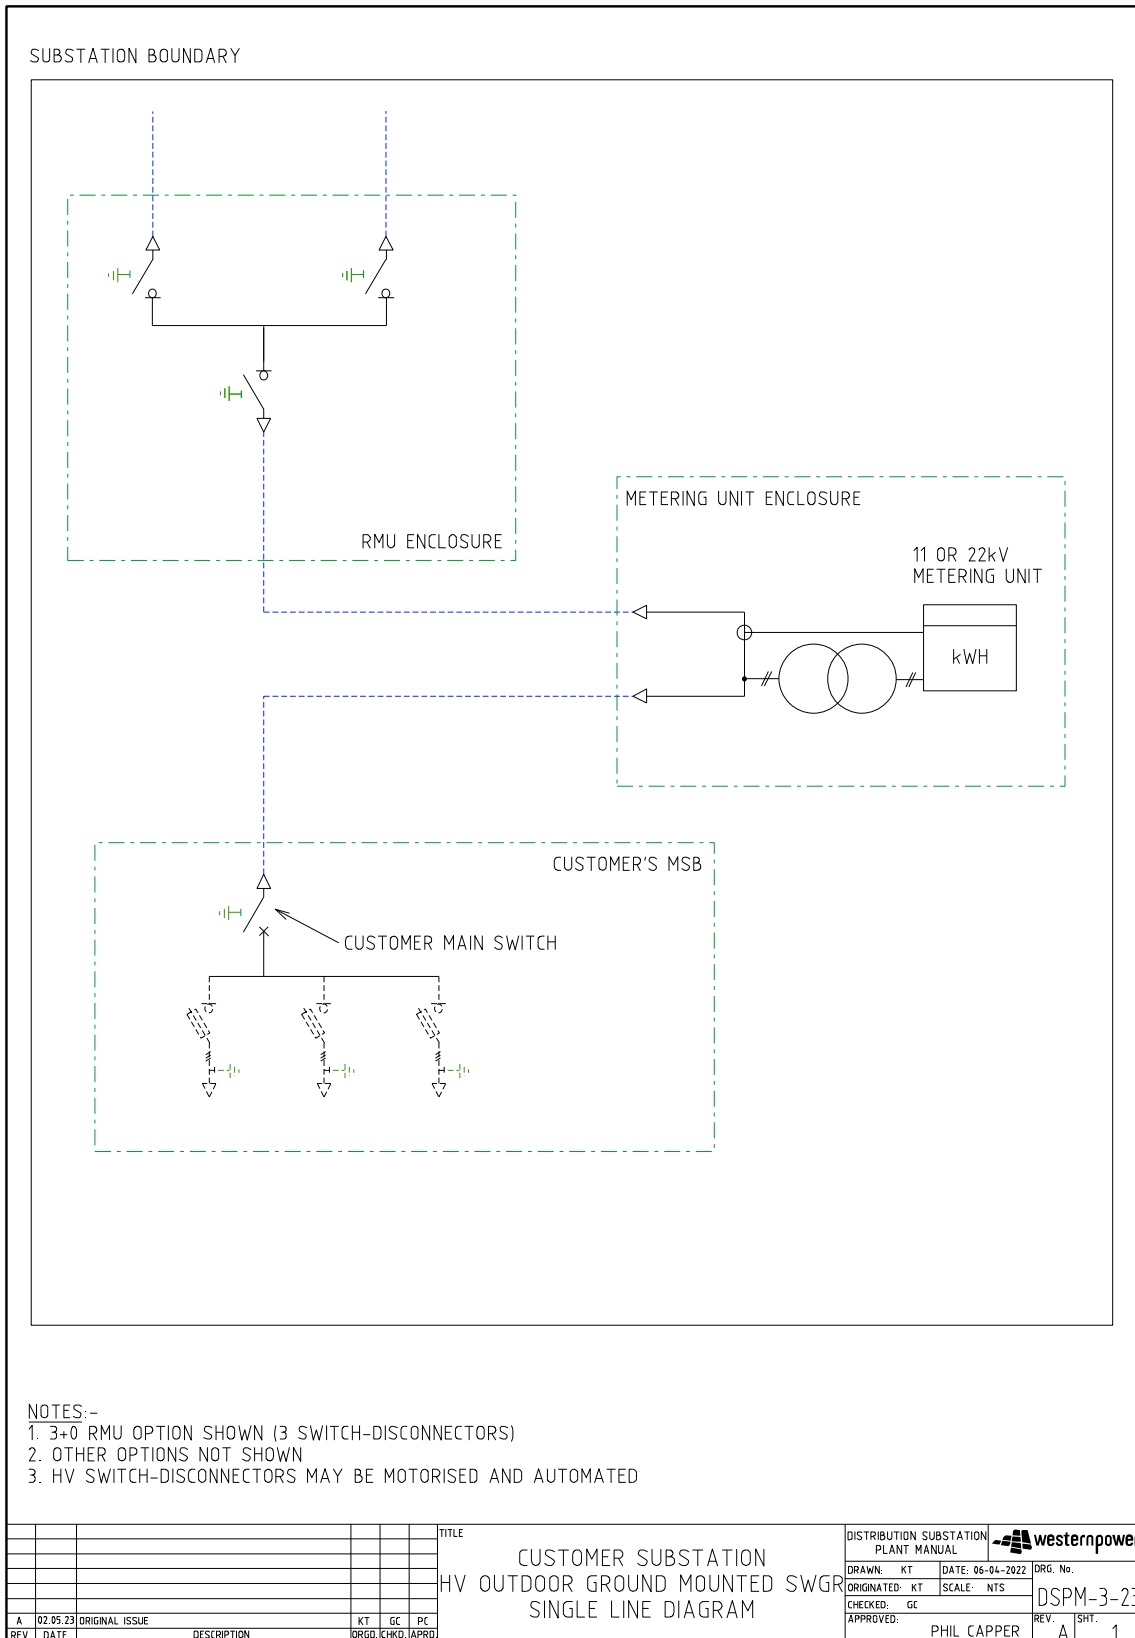 SUBSTATION BOUNDARY
RMU ENCLOSURE
METERING UNIT ENCLOSURE
11 OR 22kV
METERING UNIT
kWH
CUSTOMER'S MSB
CUSTOMER MAIN SWITCH
NOTES:-
1. 3+0 RMU OPTION SHOWN (3 SWITCH-DISCONNECTORS)
2. OTHER OPTIONS NOT SHOWN
3. HV SWITCH-DISCONNECTORS MAY BE MOTORISED AND AUTOMATED
A 02.05.23 ORIGINAL ISSUE KT GC PC
REV DATE DESCRIPTION ORGD. CHKD. APRD.
TITLE
CUSTOMER SUBSTATION
HV OUTDOOR GROUND MOUNTED SWGR
SINGLE LINE DIAGRAM
DISTRIBUTION SUBSTATION
PLANT MANUAL
westernpower
DRAWN: KT DATE: 06-04-2022
ORIGINATED: KT SCALE: NTS
CHECKED: GC
APPROVED:
PHIL CAPPER
DRG. No.
DSPM-3-23
REV. SHT.
A 1